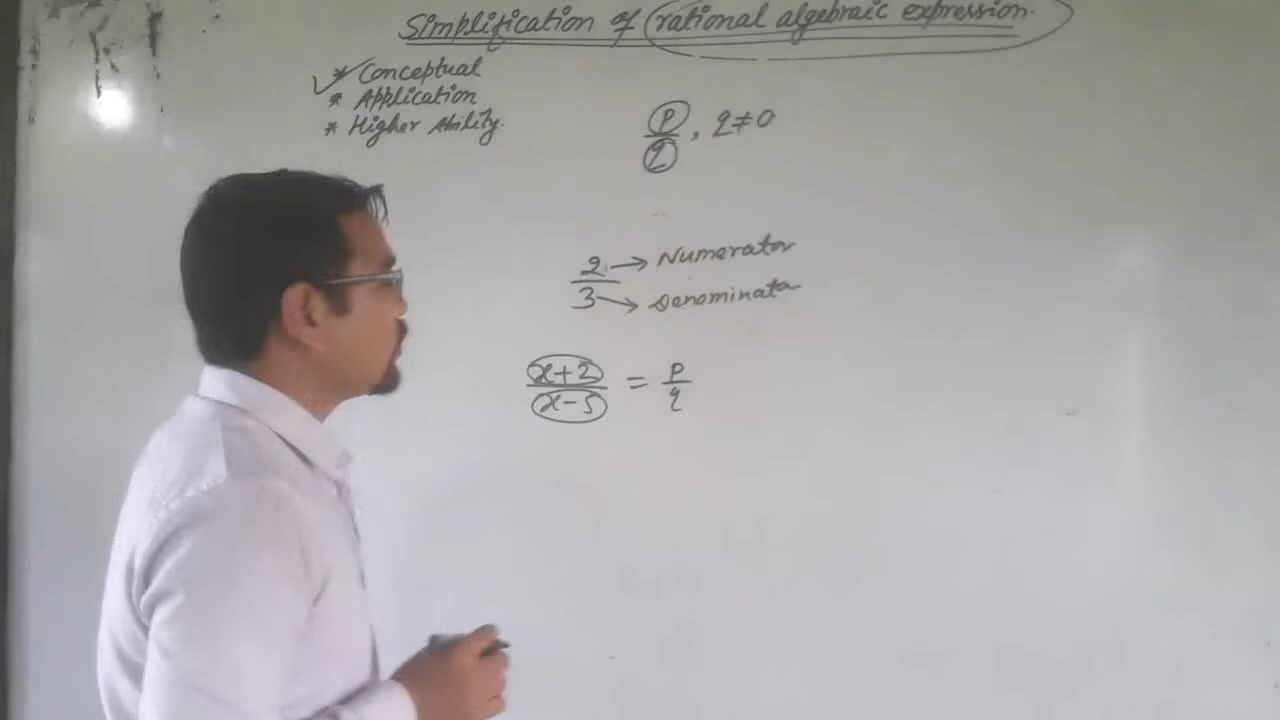 Simplification of rational algebraic expression.
* Conceptual
* Application
* Higher Ability.
p/q, q≠0
2/3
→ Numerator
→ Denominator
x+2/x-5 = p/q